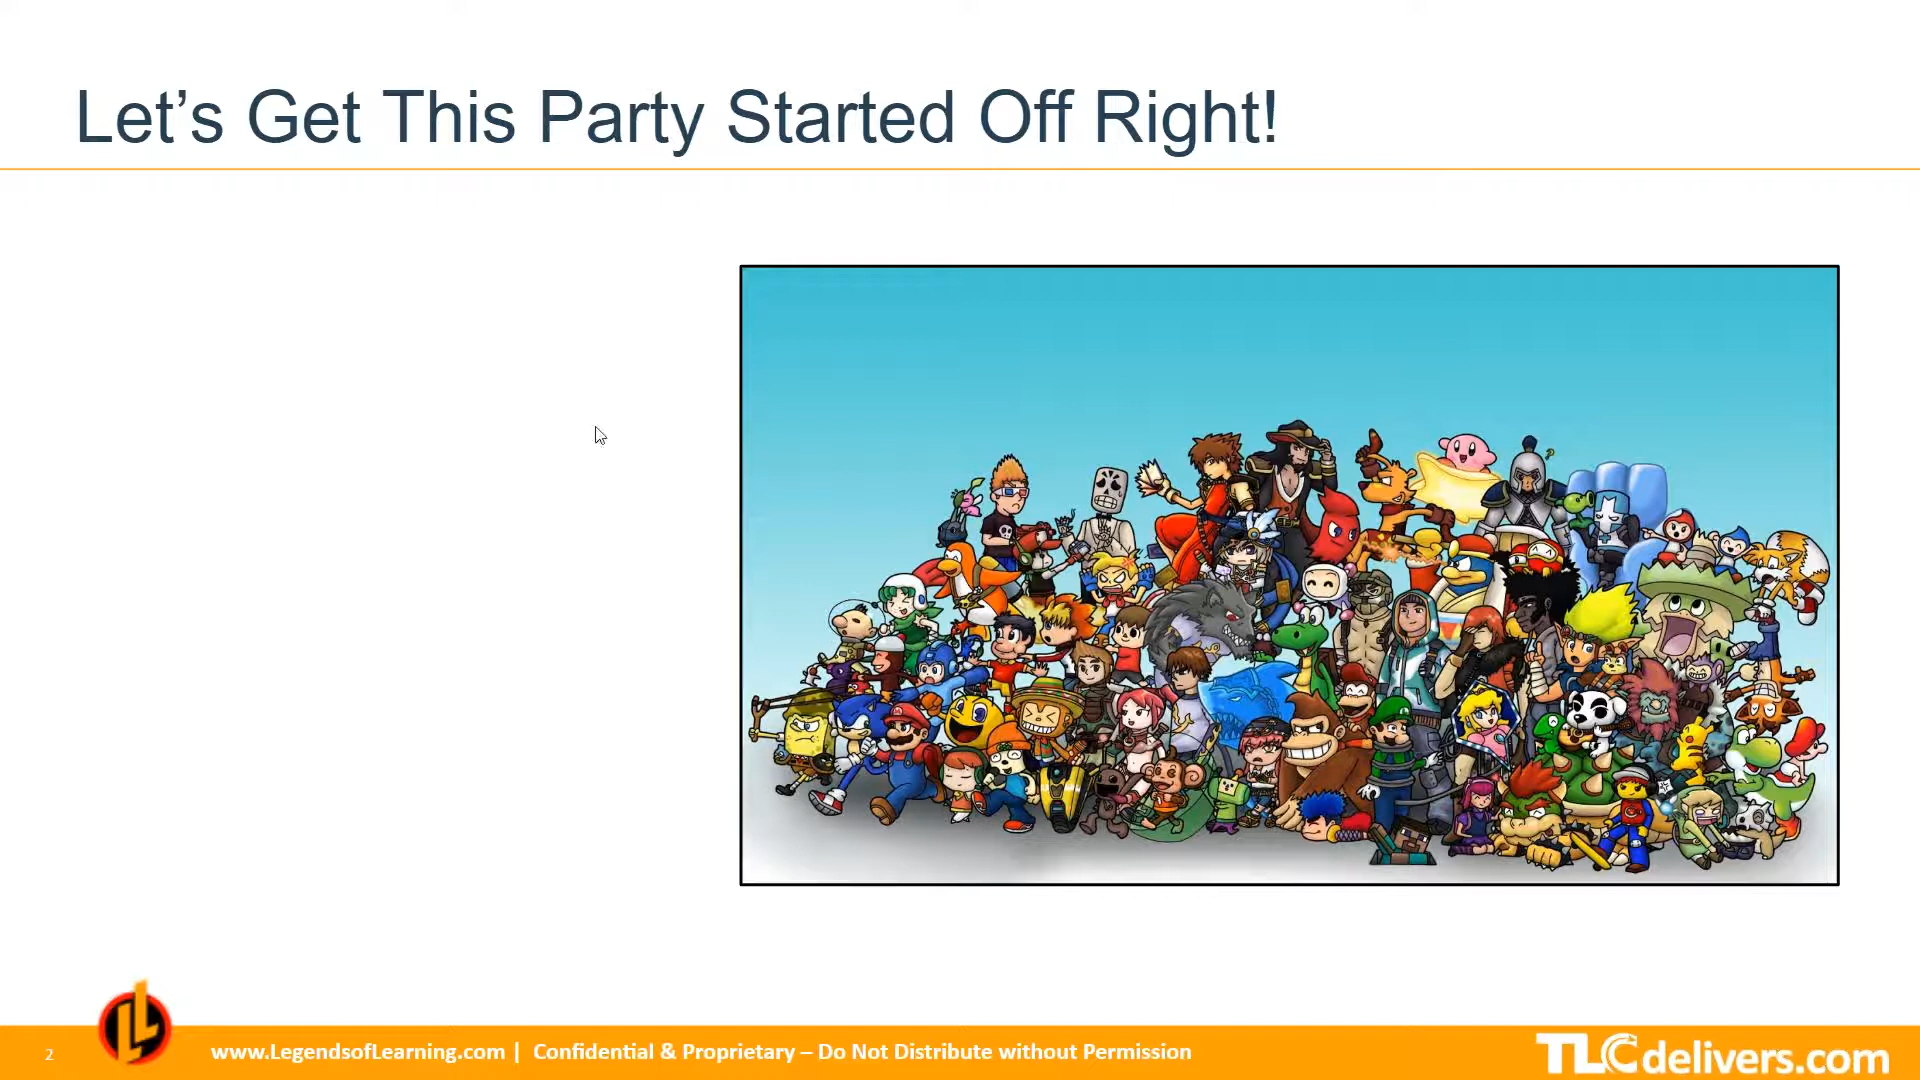 Let’s Get This Party Started Off Right!
2
www.LegendsofLearning.com | Confidential & Proprietary – Do Not Distribute without Permission
TLCdelivers.com